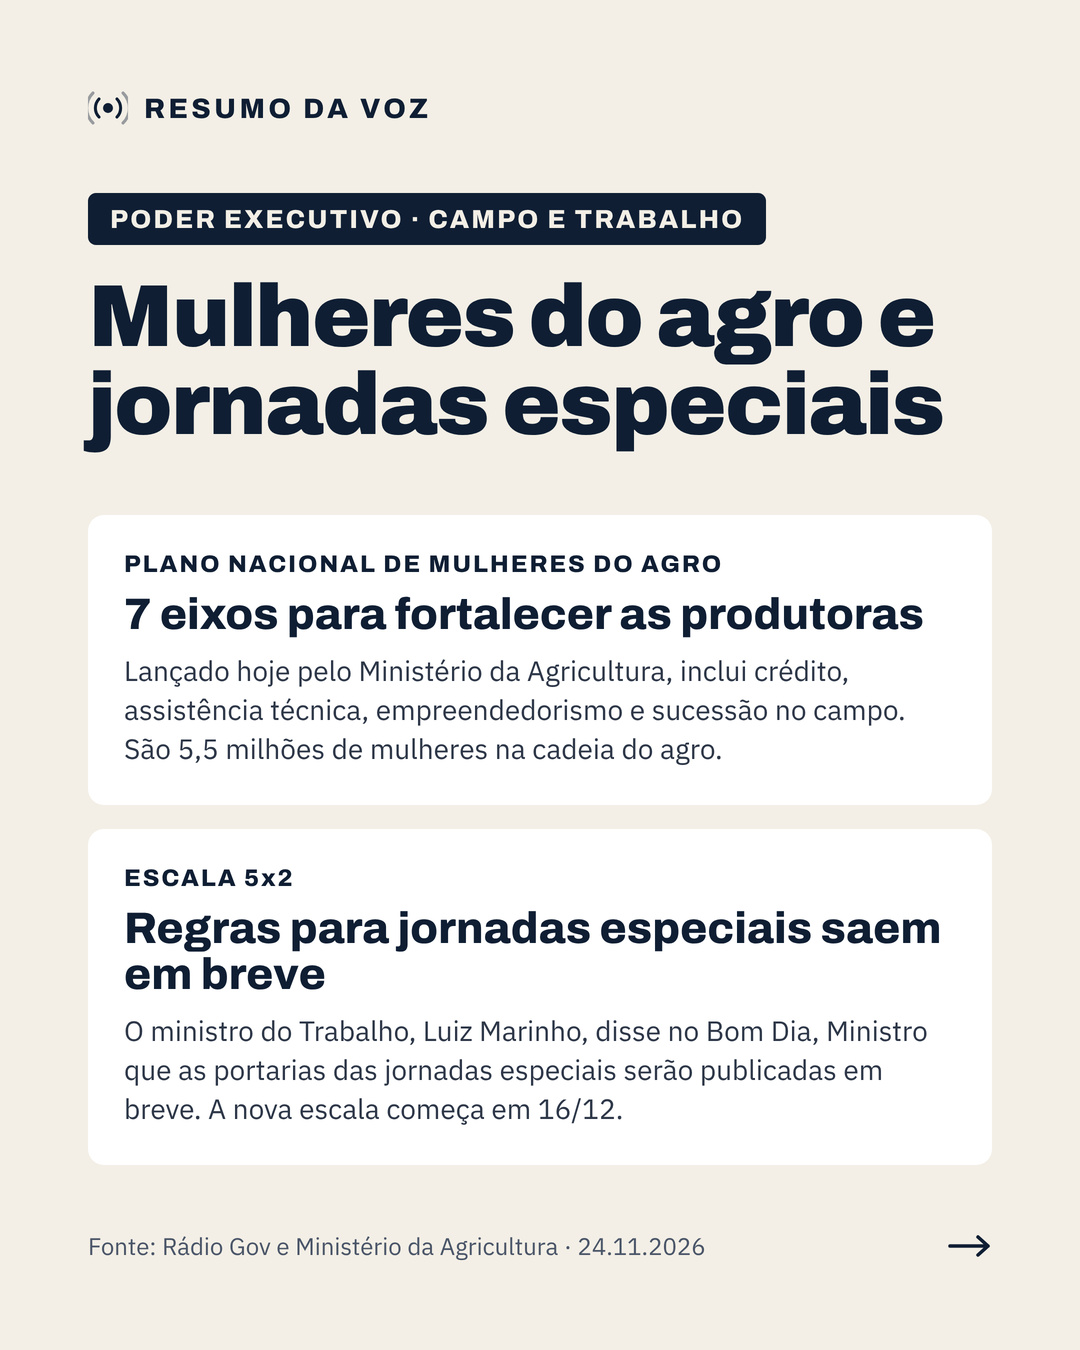 RESUMO DA VOZ
PODER EXECUTIVO · CAMPO E TRABALHO
Mulheres do agro e
jornadas especiais
PLANO NACIONAL DE MULHERES DO AGRO
7 eixos para fortalecer as produtoras
Lançado hoje pelo Ministério da Agricultura, inclui crédito,
assistência técnica, empreendedorismo e sucessão no campo.
São 5,5 milhões de mulheres na cadeia do agro.
ESCALA 5x2
Regras para jornadas especiais saem
em breve
O ministro do Trabalho, Luiz Marinho, disse no Bom Dia, Ministro
que as portarias das jornadas especiais serão publicadas em
breve. A nova escala começa em 16/12.
Fonte: Rádio Gov e Ministério da Agricultura · 24.11.2026